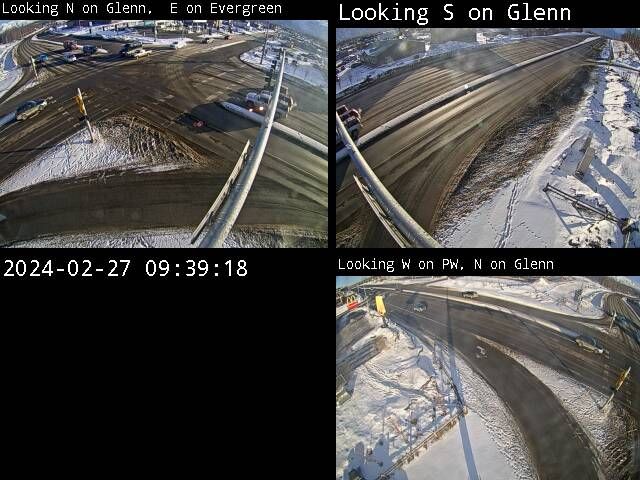 Looking N on Glenn, E on Evergreen
Looking S on Glenn
2024-02-27 09:39:18
Looking W on PW, N on Glenn